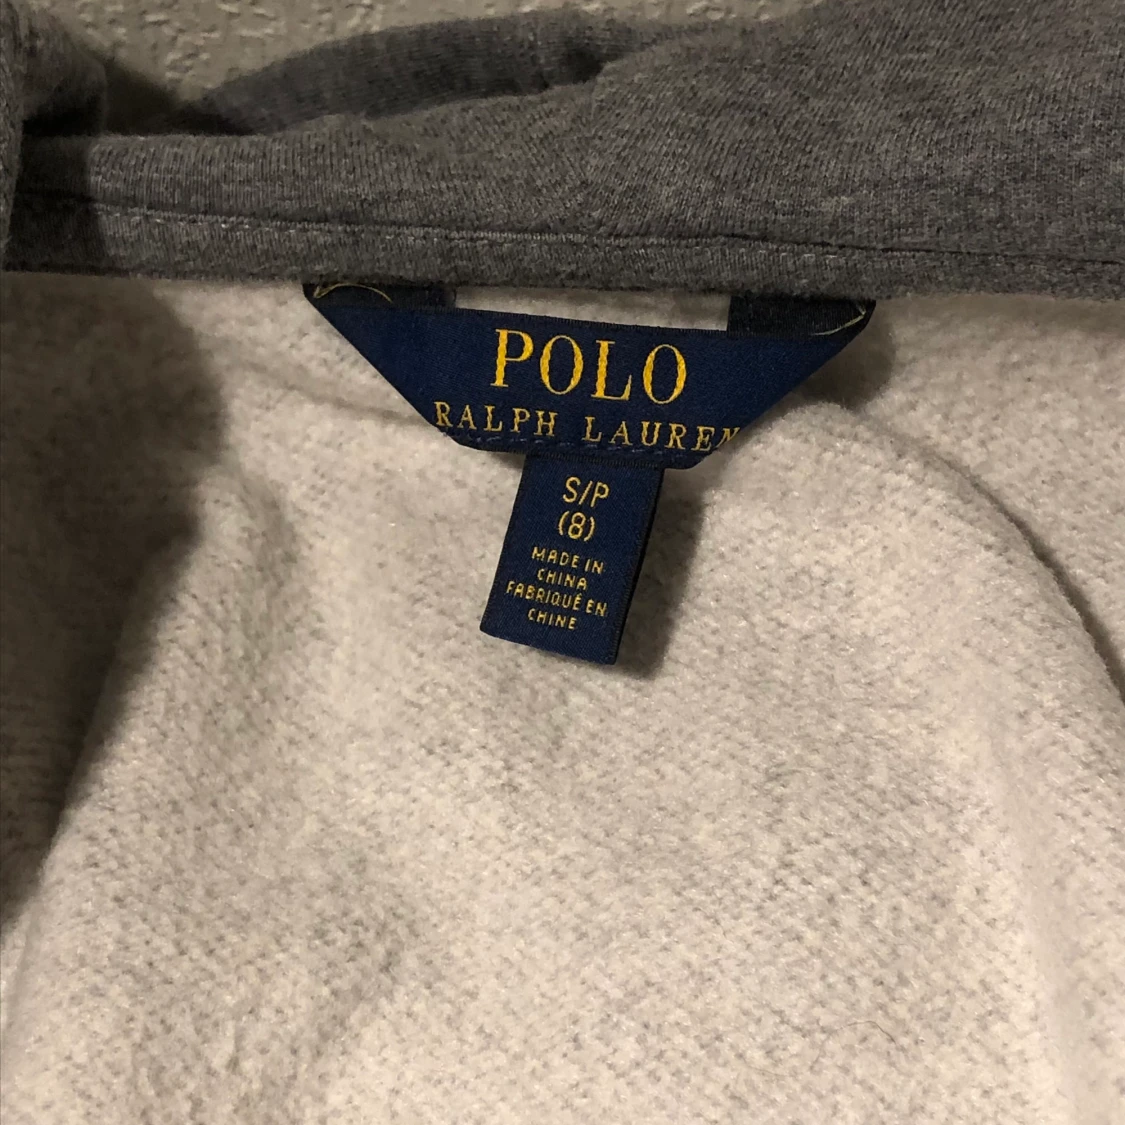 POLO
RALPH LAUREN
S/P
(8)
MADE IN
CHINA
FABRIQUÉ EN
CHINE